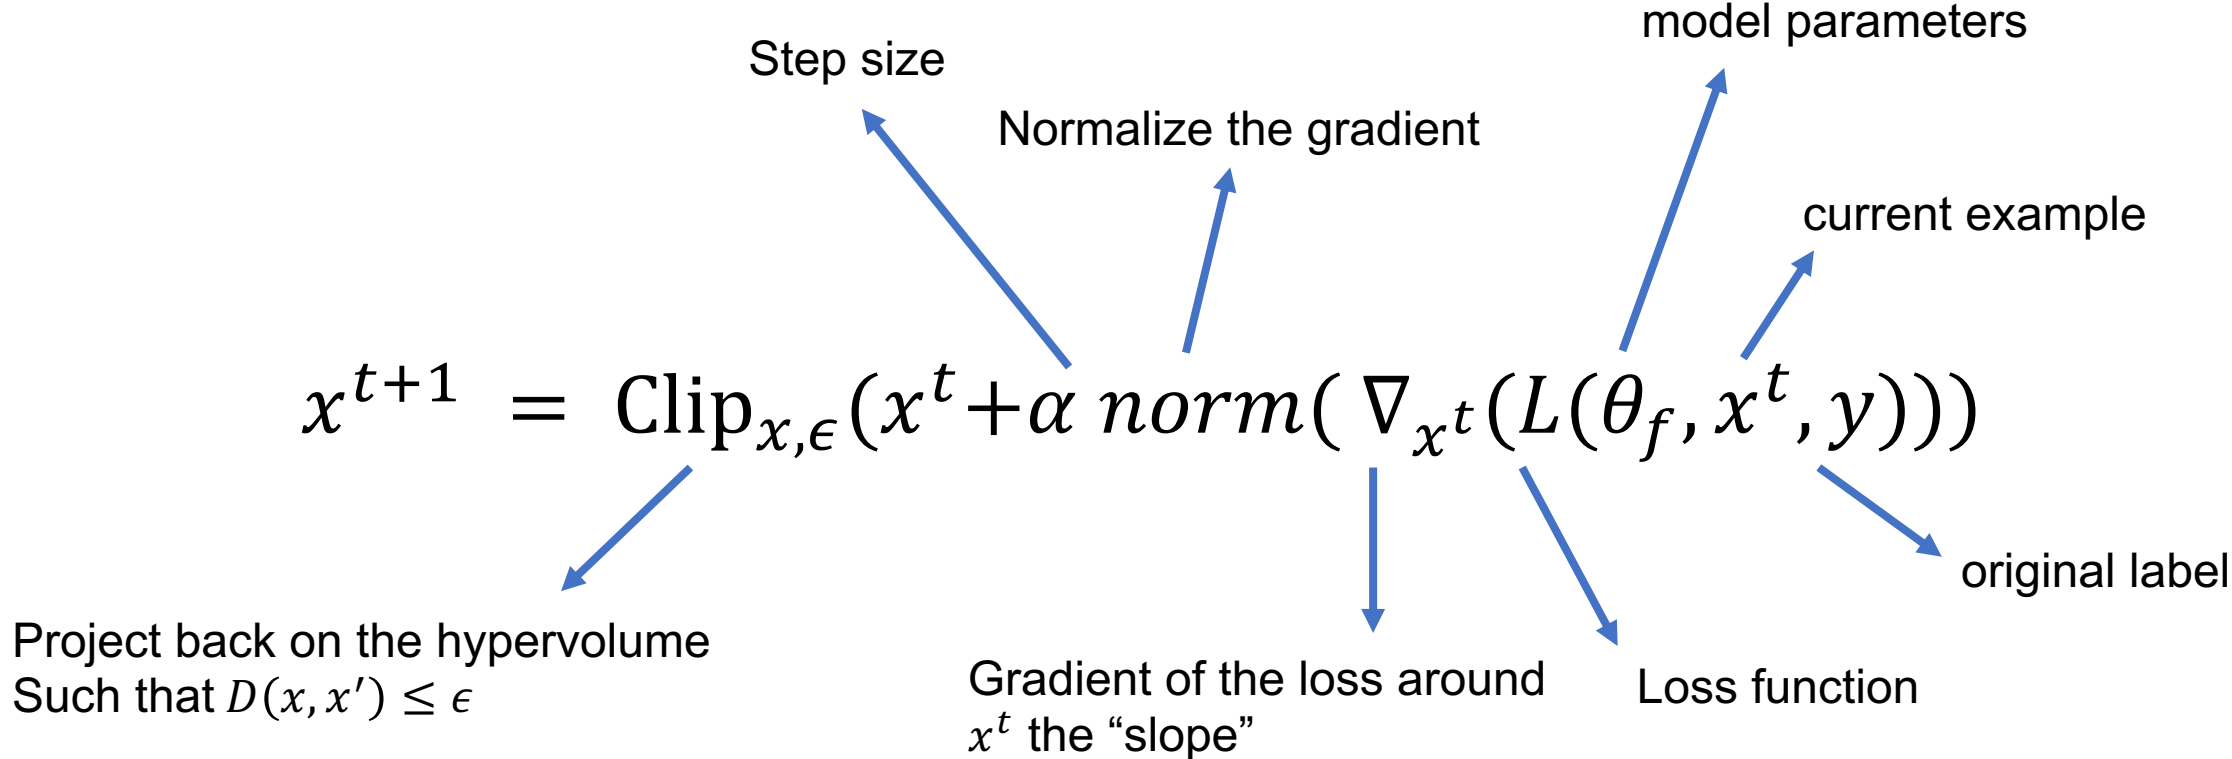 model parameters
Step size
Normalize the gradient
current example
x^{t+1} = Clip_{x,ϵ}(x^t+α norm( ∇_{x^t}(L(θ_f, x^t, y)))
original label
Project back on the hypervolume
Such that D(x, x′) ≤ ϵ
Gradient of the loss around
x^t the “slope”
Loss function